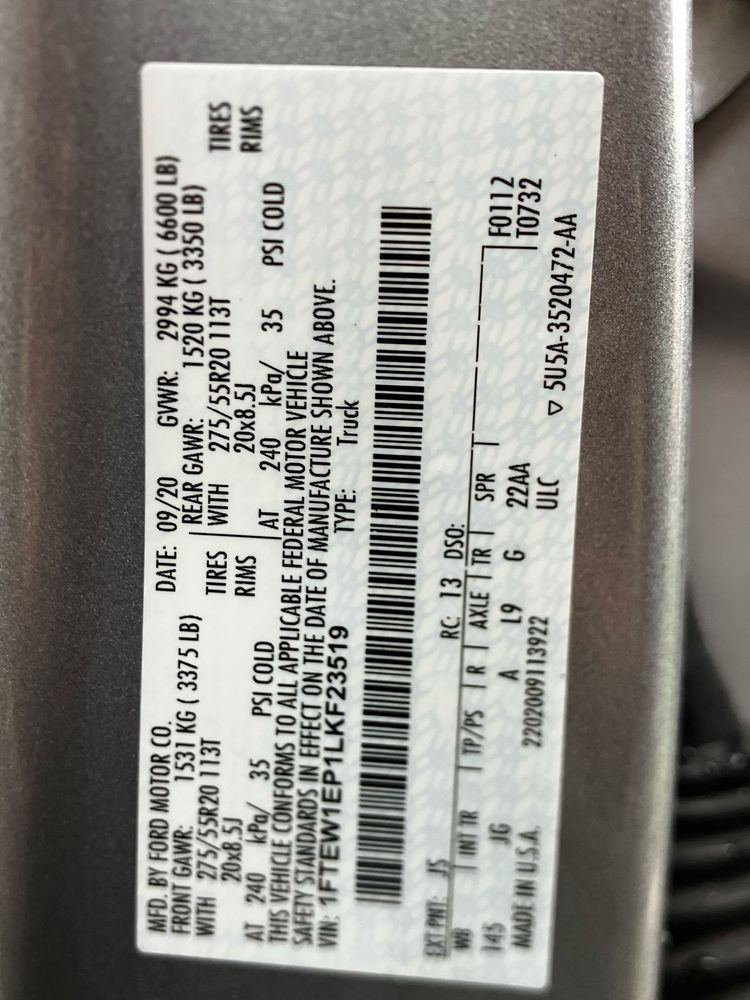 MFD. BY FORD MOTOR CO.
DATE: 09/20 GVWR: 2994 KG ( 6600 LB)
FRONT GAWR: 1531 KG ( 3375 LB)
REAR GAWR: 1520 KG ( 3350 LB)
WITH 275/55R20 113T TIRES
WITH 275/55R20 113T TIRES
20x8.5J RIMS
20x8.5J RIMS
AT 240 kPa/ 35 PSI COLD
AT 240 kPa/ 35 PSI COLD
THIS VEHICLE CONFORMS TO ALL APPLICABLE FEDERAL MOTOR VEHICLE
SAFETY STANDARDS IN EFFECT ON THE DATE OF MANUFACTURE SHOWN ABOVE.
VIN: 1FTEW1EP1LKF23519 TYPE: Truck
EXT PNT: JS RC: 13 DSO:
WB INT TR TP/PS R AXLE TR SPR F0112
145 JG A L9 G 22AA T0732
ULC
MADE IN U.S.A. 2202009113922 ▽ 5U5A-3520472-AA